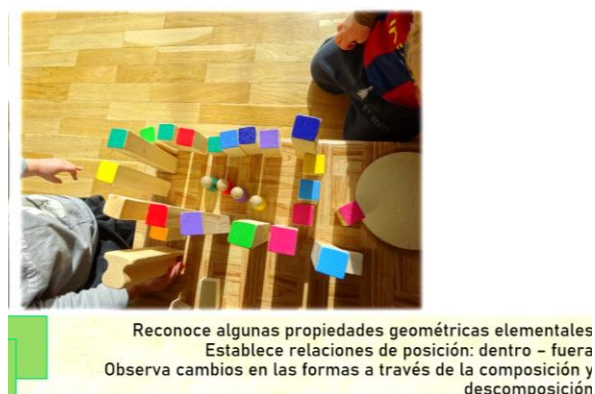 Reconoce algunas propiedades geométricas elementales
Establece relaciones de posición: dentro – fuera
Observa cambios en las formas a través de la composición y
descomposición